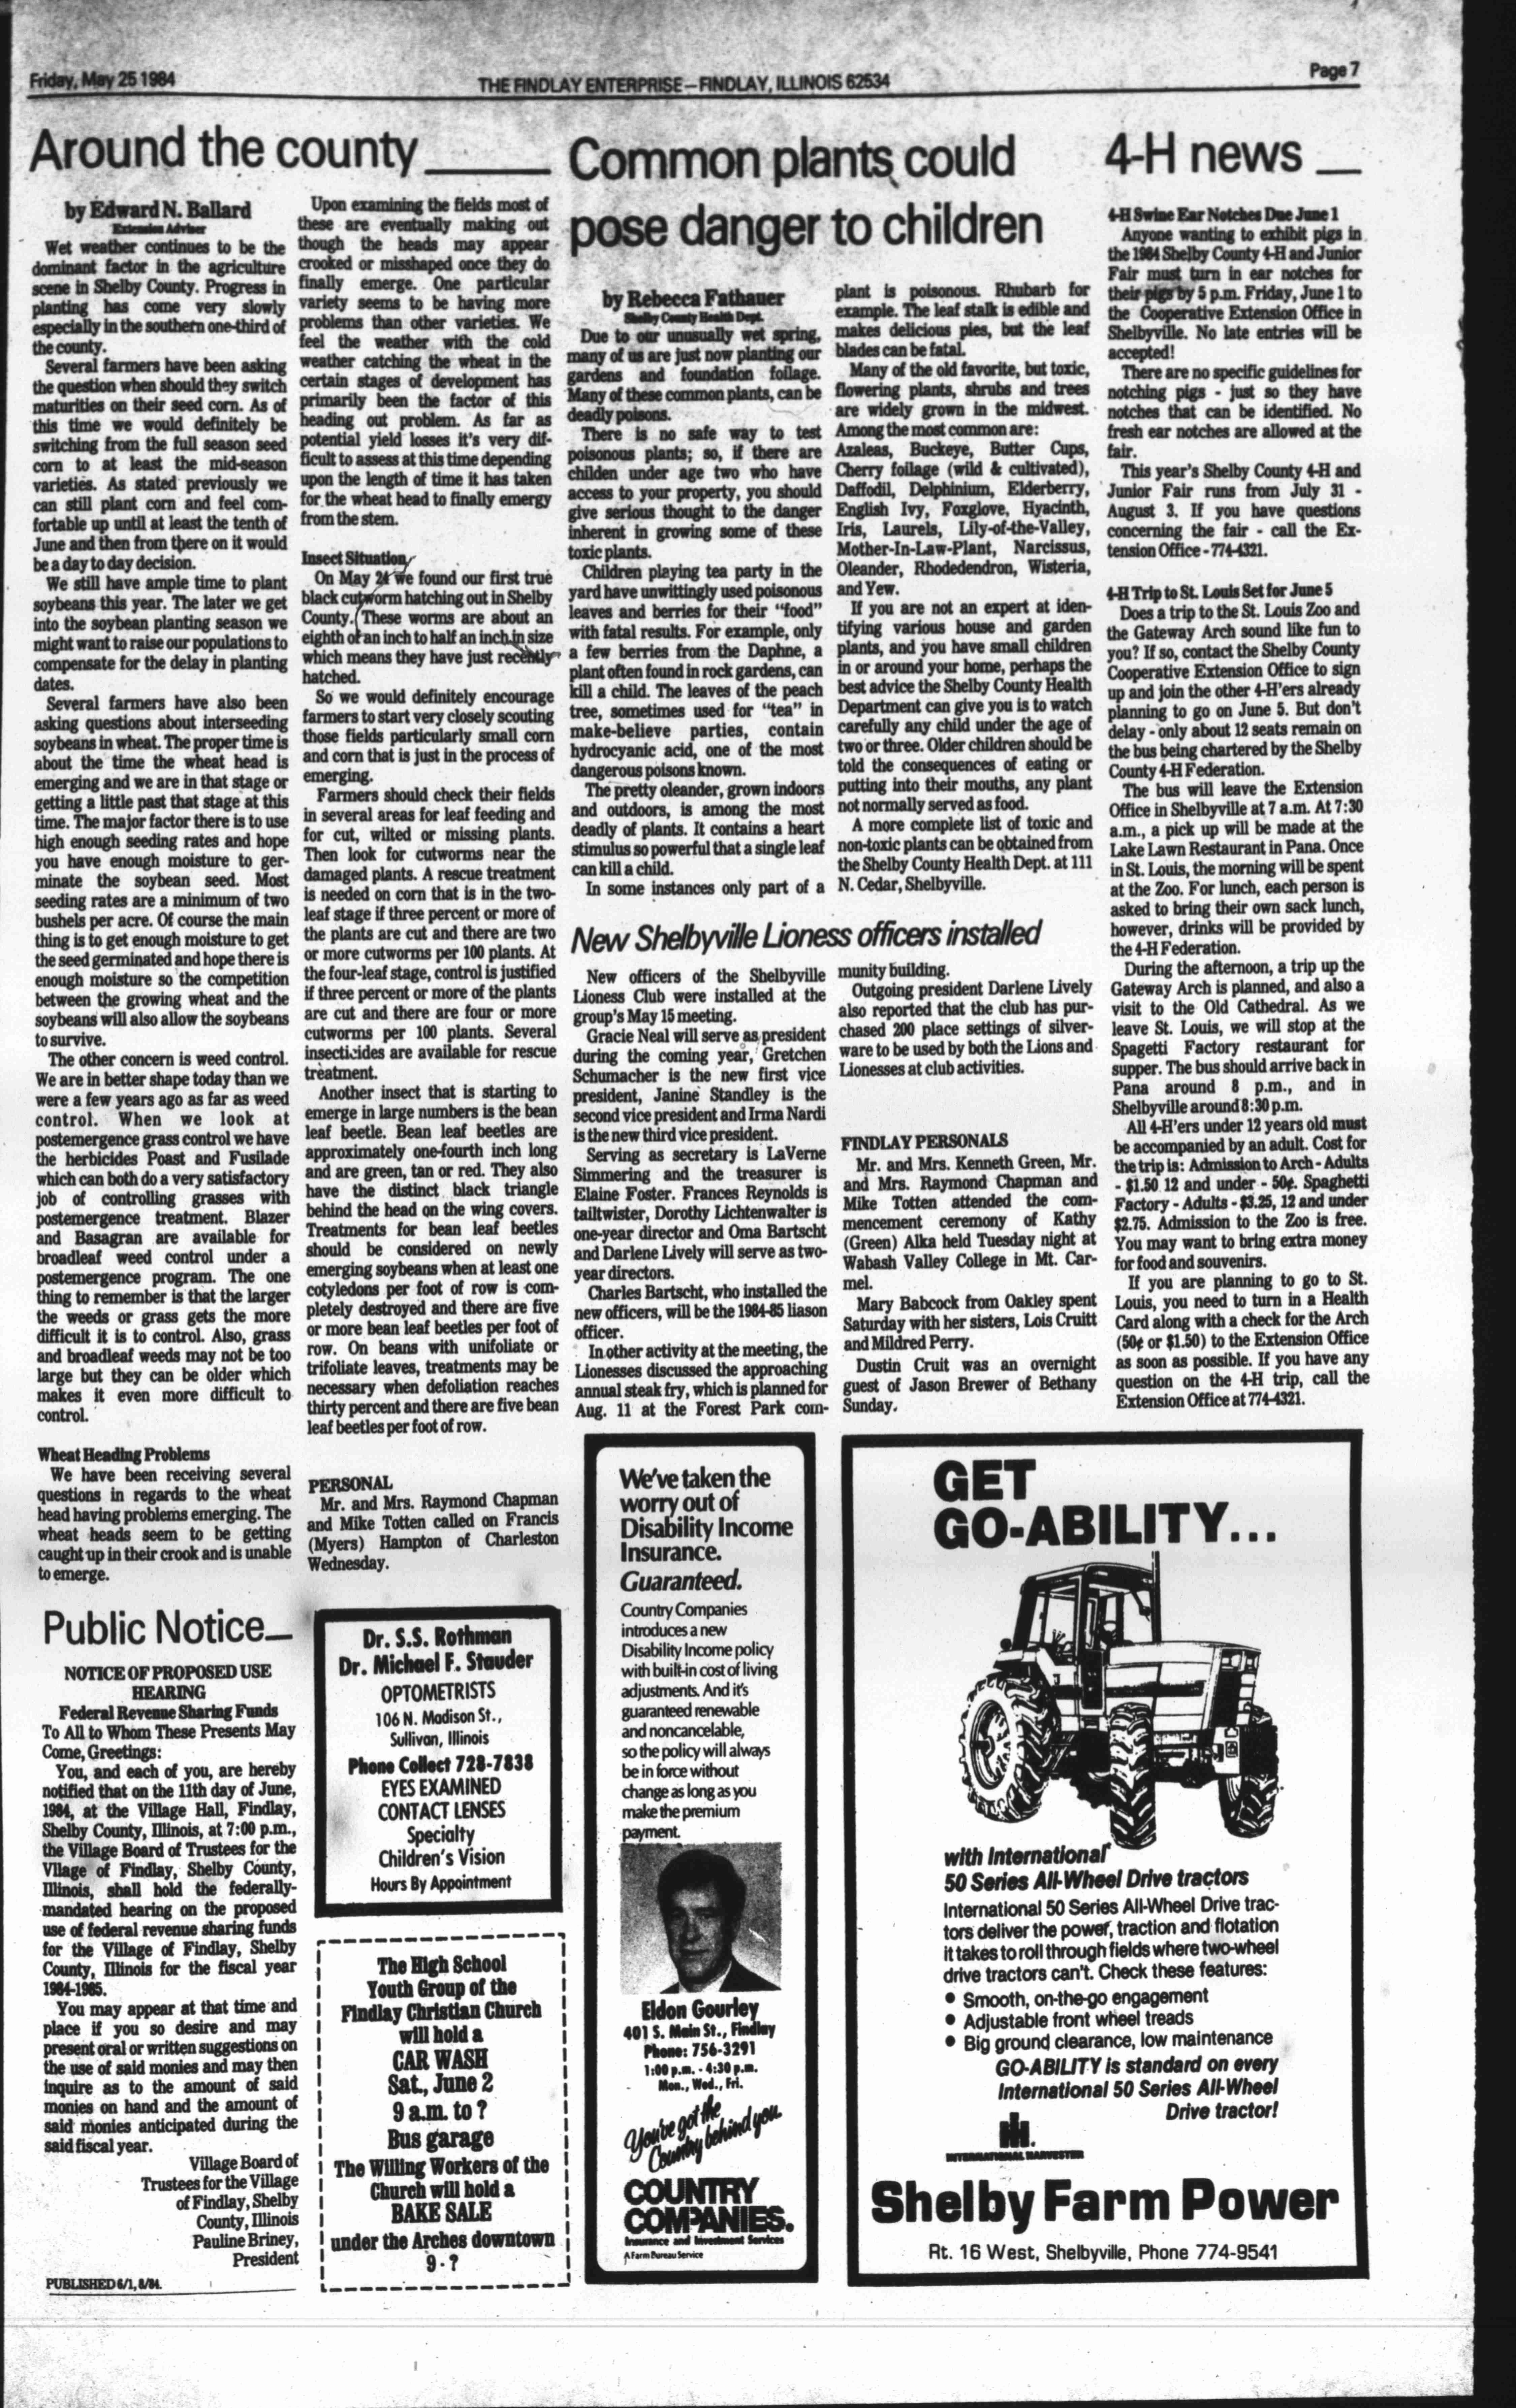 Friday, May 25 1984
THE FINDLAY ENTERPRISE—FINDLAY, ILLINOIS 62534
Page 7
Around the county
by Edward N. Ballard
Extension Adviser
Wet weather continues to be the
dominant factor in the agriculture
scene in Shelby County. Progress in
planting has come very slowly
especially in the southern one-third of
the county.
Several farmers have been asking
the question when should they switch
maturities on their seed corn. As of
this time we would definitely be
switching from the full season seed
corn to at least the mid-season
varieties. As stated previously we
can still plant corn and feel com-
fortable up until at least the tenth of
June and then from there on it would
be a day to day decision.
We still have ample time to plant
soybeans this year. The later we get
into the soybean planting season we
might want to raise our populations to
compensate for the delay in planting
dates.
Several farmers have also been
asking questions about interseeding
soybeans in wheat. The proper time is
about the time the wheat head is
emerging and we are in that stage or
getting a little past that stage at this
time. The major factor there is to use
high enough seeding rates and hope
you have enough moisture to ger-
minate the soybean seed. Most
seeding rates are a minimum of two
bushels per acre. Of course the main
thing is to get enough moisture to get
the seed germinated and hope there is
enough moisture so the competition
between the growing wheat and the
soybeans will also allow the soybeans
to survive.
The other concern is weed control.
We are in better shape today than we
were a few years ago as far as weed
control. When we look at
postemergence grass control we have
the herbicides Poast and Fusilade
which can both do a very satisfactory
job of controlling grasses with
postemergence treatment. Blazer
and Basagran are available for
broadleaf weed control under a
postemergence program. The one
thing to remember is that the larger
the weeds or grass gets the more
difficult it is to control. Also, grass
and broadleaf weeds may not be too
large but they can be older which
makes it even more difficult to
control.
Wheat Heading Problems
We have been receiving several
questions in regards to the wheat
head having problems emerging. The
wheat heads seem to be getting
caught up in their crook and is unable
to emerge.
Upon examining the fields most of
these are eventually making out
though the heads may appear
crooked or misshaped once they do
finally emerge. One particular
variety seems to be having more
problems than other varieties. We
feel the weather with the cold
weather catching the wheat in the
certain stages of development has
primarily been the factor of this
heading out problem. As far as
potential yield losses it's very dif-
ficult to assess at this time depending
upon the length of time it has taken
for the wheat head to finally emergy
from the stem.
Insect Situation
On May 24 we found our first true
black cutworm hatching out in Shelby
County. These worms are about an
eighth of an inch to half an inch in size
which means they have just recently
hatched.
So we would definitely encourage
farmers to start very closely scouting
those fields particularly small corn
and corn that is just in the process of
emerging.
Farmers should check their fields
in several areas for leaf feeding and
for cut, wilted or missing plants.
Then look for cutworms near the
damaged plants. A rescue treatment
is needed on corn that is in the two-
leaf stage if three percent or more of
the plants are cut and there are two
or more cutworms per 100 plants. At
the four-leaf stage, control is justified
if three percent or more of the plants
are cut and there are four or more
cutworms per 100 plants. Several
insecticides are available for rescue
treatment.
Another insect that is starting to
emerge in large numbers is the bean
leaf beetle. Bean leaf beetles are
approximately one-fourth inch long
and are green, tan or red. They also
have the distinct black triangle
behind the head on the wing covers.
Treatments for bean leaf beetles
should be considered on newly
emerging soybeans when at least one
cotyledons per foot of row is com-
pletely destroyed and there are five
or more bean leaf beetles per foot of
row. On beans with unifoliate or
trifoliate leaves, treatments may be
necessary when defoliation reaches
thirty percent and there are five bean
leaf beetles per foot of row.
PERSONAL
Mr. and Mrs. Raymond Chapman
and Mike Totten called on Francis
(Myers) Hampton of Charleston
Wednesday.
Common plants could
pose danger to children
by Rebecca Fathauer
Shelby County Health Dept.
Due to our unusually wet spring,
many of us are just now planting our
gardens and foundation foliage.
Many of these common plants, can be
deadly poisons.
There is no safe way to test
poisonous plants; so, if there are
childen under age two who have
access to your property, you should
give serious thought to the danger
inherent in growing some of these
toxic plants.
Children playing tea party in the
yard have unwittingly used poisonous
leaves and berries for their "food"
with fatal results. For example, only
a few berries from the Daphne, a
plant often found in rock gardens, can
kill a child. The leaves of the peach
tree, sometimes used for "tea" in
make-believe parties, contain
hydrocyanic acid, one of the most
dangerous poisons known.
The pretty oleander, grown indoors
and outdoors, is among the most
deadly of plants. It contains a heart
stimulus so powerful that a single leaf
can kill a child.
In some instances only part of a
plant is poisonous. Rhubarb for
example. The leaf stalk is edible and
makes delicious pies, but the leaf
blades can be fatal.
Many of the old favorite, but toxic,
flowering plants, shrubs and trees
are widely grown in the midwest.
Among the most common are:
Azaleas, Buckeye, Butter Cups,
Cherry foilage (wild & cultivated),
Daffodil, Delphinium, Elderberry,
English Ivy, Foxglove, Hyacinth,
Iris, Laurels, Lily-of-the-Valley,
Mother-In-Law-Plant, Narcissus,
Oleander, Rhodedendron, Wisteria,
and Yew.
If you are not an expert at iden-
tifying various house and garden
plants, and you have small children
in or around your home, perhaps the
best advice the Shelby County Health
Department can give you is to watch
carefully any child under the age of
two or three. Older children should be
told the consequences of eating or
putting into their mouths, any plant
not normally served as food.
A more complete list of toxic and
non-toxic plants can be obtained from
the Shelby County Health Dept. at 111
N. Cedar, Shelbyville.
New Shelbyville Lioness officers installed
New officers of the Shelbyville
Lioness Club were installed at the
group's May 15 meeting.
Gracie Neal will serve as president
during the coming year, Gretchen
Schumacher is the new first vice
president, Janine Standley is the
second vice president and Irma Nardi
is the new third vice president.
Serving as secretary is LaVerne
Simmering and the treasurer is
Elaine Foster. Frances Reynolds is
tailtwister, Dorothy Lichtenwalter is
one-year director and Oma Bartscht
and Darlene Lively will serve as two-
year directors.
Charles Bartscht, who installed the
new officers, will be the 1984-85 liason
officer.
In other activity at the meeting, the
Lionesses discussed the approaching
annual steak fry, which is planned for
Aug. 11 at the Forest Park com-
munity building.
Outgoing president Darlene Lively
also reported that the club has pur-
chased 200 place settings of silver-
ware to be used by both the Lions and
Lionesses at club activities.
FINDLAY PERSONALS
Mr. and Mrs. Kenneth Green, Mr.
and Mrs. Raymond Chapman and
Mike Totten attended the com-
mencement ceremony of Kathy
(Green) Alka held Tuesday night at
Wabash Valley College in Mt. Car-
mel.
Mary Babcock from Oakley spent
Saturday with her sisters, Lois Cruitt
and Mildred Perry.
Dustin Cruit was an overnight
guest of Jason Brewer of Bethany
Sunday.
4-H news
4-H Swine Ear Notches Due June 1
Anyone wanting to exhibit pigs in
the 1984 Shelby County 4-H and Junior
Fair must turn in ear notches for
their pigs by 5 p.m. Friday, June 1 to
the Cooperative Extension Office in
Shelbyville. No late entries will be
accepted!
There are no specific guidelines for
notching pigs - just so they have
notches that can be identified. No
fresh ear notches are allowed at the
fair.
This year's Shelby County 4-H and
Junior Fair runs from July 31 -
August 3. If you have questions
concerning the fair - call the Ex-
tension Office - 774-4321.
4-H Trip to St. Louis Set for June 5
Does a trip to the St. Louis Zoo and
the Gateway Arch sound like fun to
you? If so, contact the Shelby County
Cooperative Extension Office to sign
up and join the other 4-H'ers already
planning to go on June 5. But don't
delay - only about 12 seats remain on
the bus being chartered by the Shelby
County 4-H Federation.
The bus will leave the Extension
Office in Shelbyville at 7 a.m. At 7:30
a.m., a pick up will be made at the
Lake Lawn Restaurant in Pana. Once
in St. Louis, the morning will be spent
at the Zoo. For lunch, each person is
asked to bring their own sack lunch,
however, drinks will be provided by
the 4-H Federation.
During the afternoon, a trip up the
Gateway Arch is planned, and also a
visit to the Old Cathedral. As we
leave St. Louis, we will stop at the
Spagetti Factory restaurant for
supper. The bus should arrive back in
Pana around 8 p.m., and in
Shelbyville around 8:30 p.m.
All 4-H'ers under 12 years old must
be accompanied by an adult. Cost for
the trip is: Admission to Arch - Adults
- $1.50 12 and under - 50¢. Spaghetti
Factory - Adults - $3.25, 12 and under
$2.75. Admission to the Zoo is free.
You may want to bring extra money
for food and souvenirs.
If you are planning to go to St.
Louis, you need to turn in a Health
Card along with a check for the Arch
(50¢ or $1.50) to the Extension Office
as soon as possible. If you have any
question on the 4-H trip, call the
Extension Office at 774-4321.
Public Notice
NOTICE OF PROPOSED USE
HEARING
Federal Revenue Sharing Funds
To All to Whom These Presents May
Come, Greetings:
You, and each of you, are hereby
notified that on the 11th day of June,
1984, at the Village Hall, Findlay,
Shelby County, Illinois, at 7:00 p.m.,
the Village Board of Trustees for the
Vllage of Findlay, Shelby County,
Illinois, shall hold the federally-
mandated hearing on the proposed
use of federal revenue sharing funds
for the Village of Findlay, Shelby
County, Illinois for the fiscal year
1984-1985.
You may appear at that time and
place if you so desire and may
present oral or written suggestions on
the use of said monies and may then
inquire as to the amount of said
monies on hand and the amount of
said monies anticipated during the
said fiscal year.
Village Board of
Trustees for the Village
of Findlay, Shelby
County, Illinois
Pauline Briney,
President
PUBLISHED 6/1, 8/84.
Dr. S.S. Rothman
Dr. Michael F. Stauder
OPTOMETRISTS
106 N. Madison St.,
Sullivan, Illinois
Phone Collect 728-7838
EYES EXAMINED
CONTACT LENSES
Specialty
Children's Vision
Hours By Appointment
The High School
Youth Group of the
Findlay Christian Church
will hold a
CAR WASH
Sat., June 2
9 a.m. to ?
Bus garage
The Willing Workers of the
Church will hold a
BAKE SALE
under the Arches downtown
9 - ?
We've taken the
worry out of
Disability Income
Insurance.
Guaranteed.
Country Companies
introduces a new
Disability Income policy
with built-in cost of living
adjustments. And it's
guaranteed renewable
and noncancelable,
so the policy will always
be in force without
change as long as you
make the premium
payment.
Eldon Gourley
401 S. Main St., Findlay
Phone: 756-3291
1:00 p.m. - 4:30 p.m.
Mon., Wed., Fri.
You've got the
Country behind you.
COUNTRY
COMPANIES.
Insurance and Investment Services
A Farm Bureau Service
GET
GO-ABILITY...
with International
50 Series All-Wheel Drive tractors
International 50 Series All-Wheel Drive trac-
tors deliver the power, traction and flotation
it takes to roll through fields where two-wheel
drive tractors can't. Check these features:
● Smooth, on-the-go engagement
● Adjustable front wheel treads
● Big ground clearance, low maintenance
GO-ABILITY is standard on every
International 50 Series All-Wheel
Drive tractor!
INTERNATIONAL HARVESTER
Shelby Farm Power
Rt. 16 West, Shelbyville, Phone 774-9541